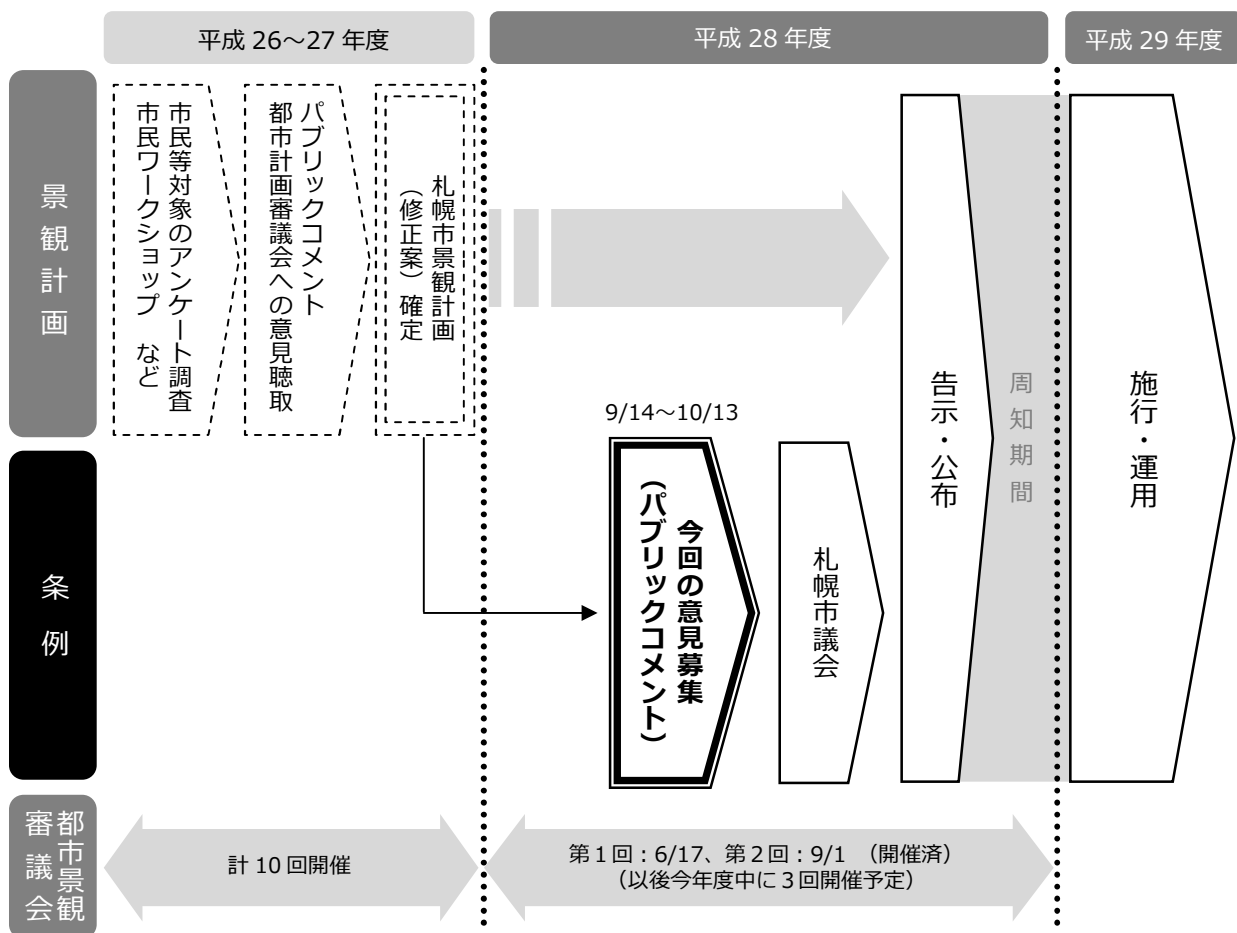 平成 26～27 年度
平成 28 年度
平成 29 年度
景観計画
市民等対象のアンケート調査
市民ワークショップ など
パブリックコメント
都市計画審議会への意見聴取
札幌市景観計画
（修正案）確定
告示・公布
周知期間
施行・運用
条例
9/14～10/13
今回の意見募集
（パブリックコメント）
札幌市議会
都市景観
審議会
計 10 回開催
第１回：6/17、第２回：9/1 （開催済）
（以後今年度中に３回開催予定）